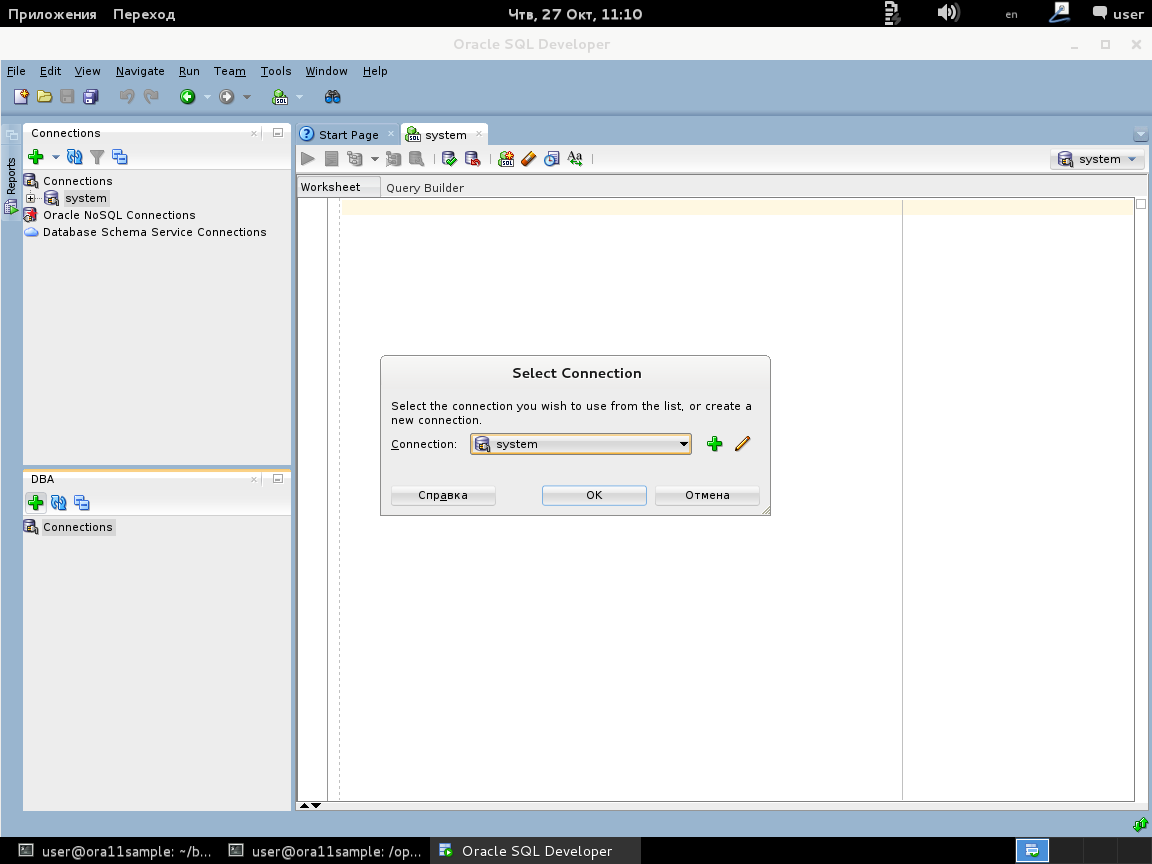 Приложения Переход Чтв, 27 Окт, 11:10 en user
Oracle SQL Developer
File Edit View Navigate Run Team Tools Window Help
Connections
Reports
Connections
system
Oracle NoSQL Connections
Database Schema Service Connections
Start Page system
system
Worksheet Query Builder
Select Connection
Select the connection you wish to use from the list, or create a
new connection.
Connection: system
Справка OK Отмена
DBA
Connections
user@ora11sample: ~/b... user@ora11sample: /op... Oracle SQL Developer